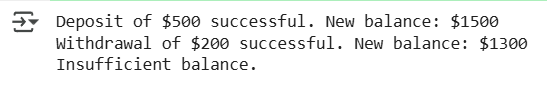 Deposit of $500 successful. New balance: $1500
Withdrawal of $200 successful. New balance: $1300
Insufficient balance.